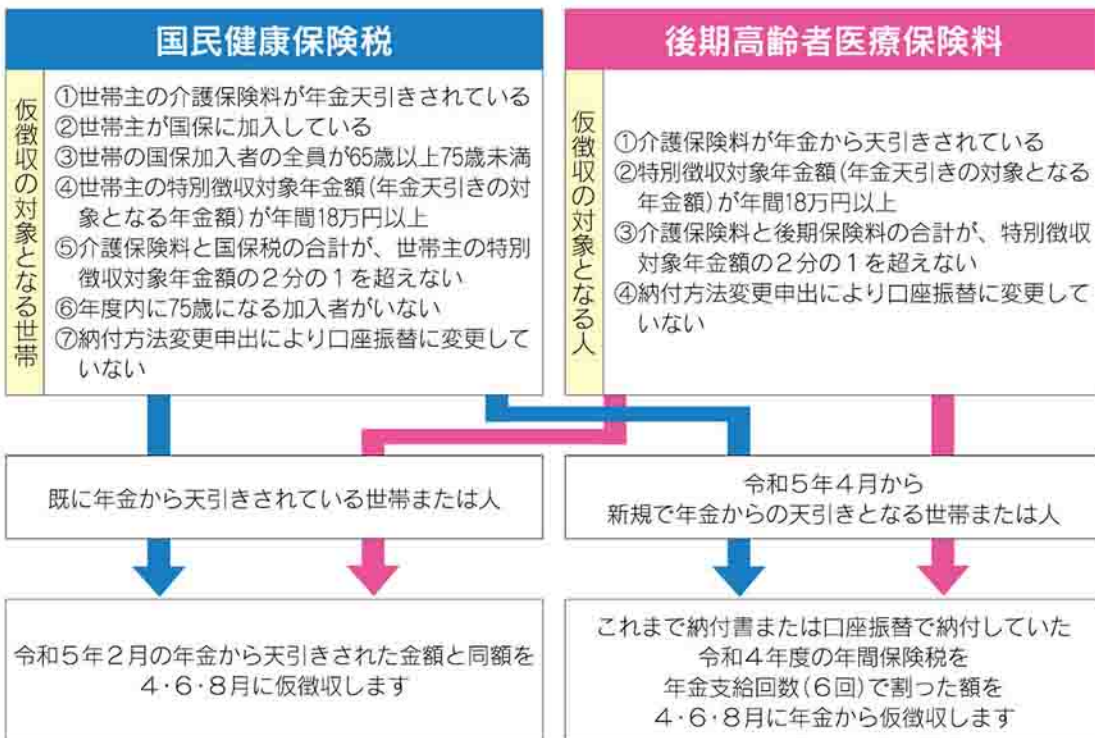 国民健康保険税
仮徴収の対象となる世帯
①世帯主の介護保険料が年金天引きされている
②世帯主が国保に加入している
③世帯の国保加入者の全員が65歳以上75歳未満
④世帯主の特別徴収対象年金額(年金天引きの対
象となる年金額)が年間18万円以上
⑤介護保険料と国保税の合計が、世帯主の特別
徴収対象年金額の2分の1を超えない
⑥年度内に75歳になる加入者がいない
⑦納付方法変更申出により口座振替に変更して
いない
後期高齢者医療保険料
仮徴収の対象となる人
①介護保険料が年金から天引きされている
②特別徴収対象年金額(年金天引きの対象となる
年金額)が年間18万円以上
③介護保険料と後期保険料の合計が、特別徴収
対象年金額の2分の1を超えない
④納付方法変更申出により口座振替に変更して
いない
既に年金から天引きされている世帯または人
令和5年4月から
新規で年金からの天引きとなる世帯または人
令和5年2月の年金から天引きされた金額と同額を
4・6・8月に仮徴収します
これまで納付書または口座振替で納付していた
令和4年度の年間保険税を
年金支給回数(6回)で割った額を
4・6・8月に年金から仮徴収します